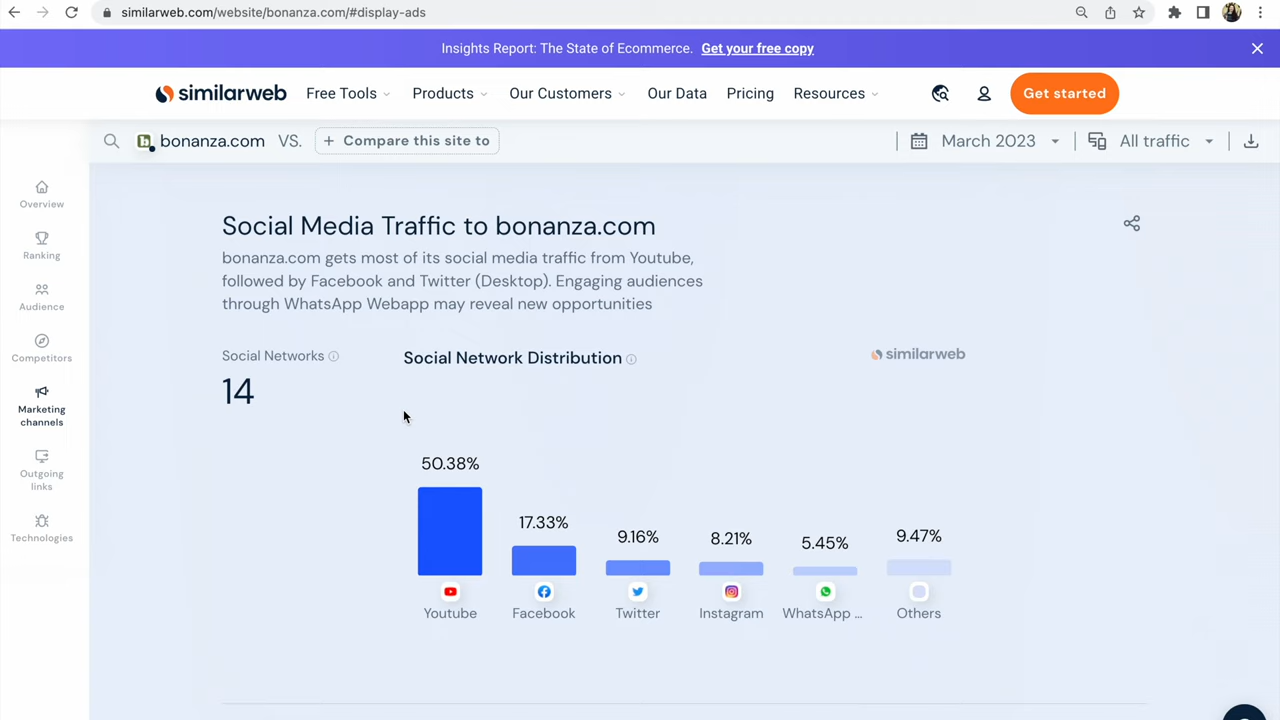 similarweb.com/website/bonanza.com/#display-ads
Insights Report: The State of Ecommerce. Get your free copy
similarweb Free Tools Products Our Customers Our Data Pricing Resources Get started
bonanza.com VS. + Compare this site to March 2023 All traffic
Overview
Ranking
Audience
Competitors
Marketing
channels
Outgoing
links
Technologies
Social Media Traffic to bonanza.com
bonanza.com gets most of its social media traffic from Youtube,
followed by Facebook and Twitter (Desktop). Engaging audiences
through WhatsApp Webapp may reveal new opportunities
Social Networks
14
Social Network Distribution
similarweb
50.38% 17.33% 9.16% 8.21% 5.45% 9.47%
Youtube Facebook Twitter Instagram WhatsApp ... Others